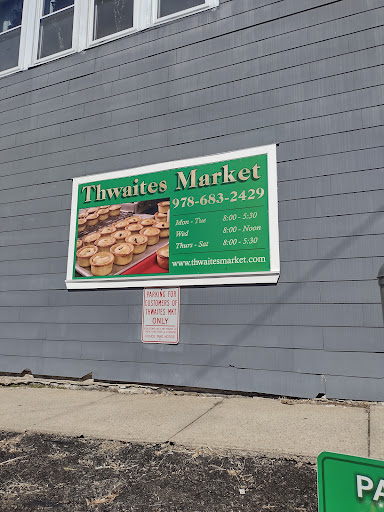 Thwaites Market
978-683-2429
Mon - Tue 8:00 - 5:30
Wed 8:00 - Noon
Thurs - Sat 8:00 - 5:30
www.thwaitesmarket.com
PARKING FOR
CUSTOMERS OF
THWAITES MKT
ONLY
PA